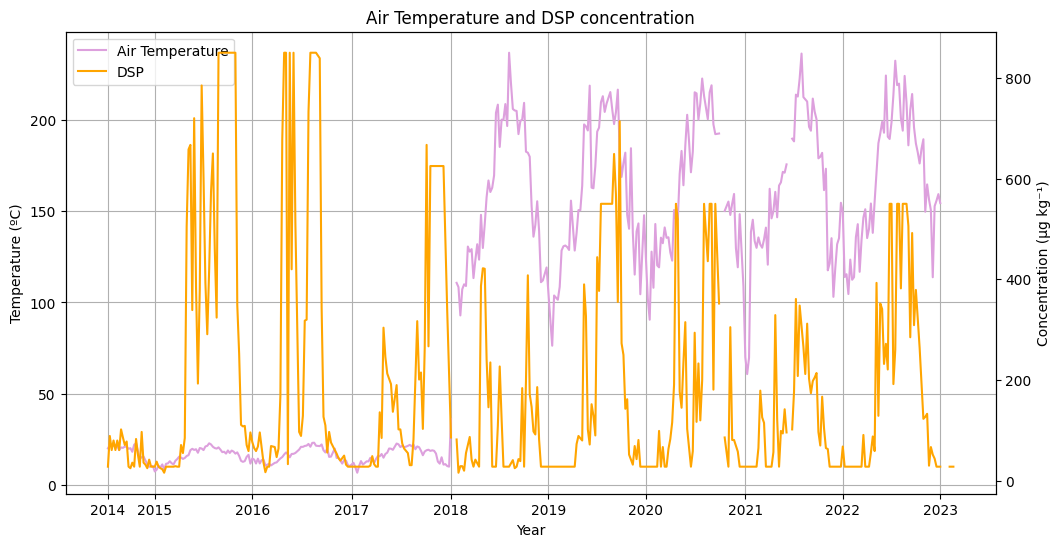 Air Temperature and DSP concentration
Air Temperature
DSP
Temperature (ºC)
200
150
100
50
0
800
600
400
200
0
Concentration (µg kg⁻¹)
2014 2015 2016 2017 2018 2019 2020 2021 2022 2023
Year